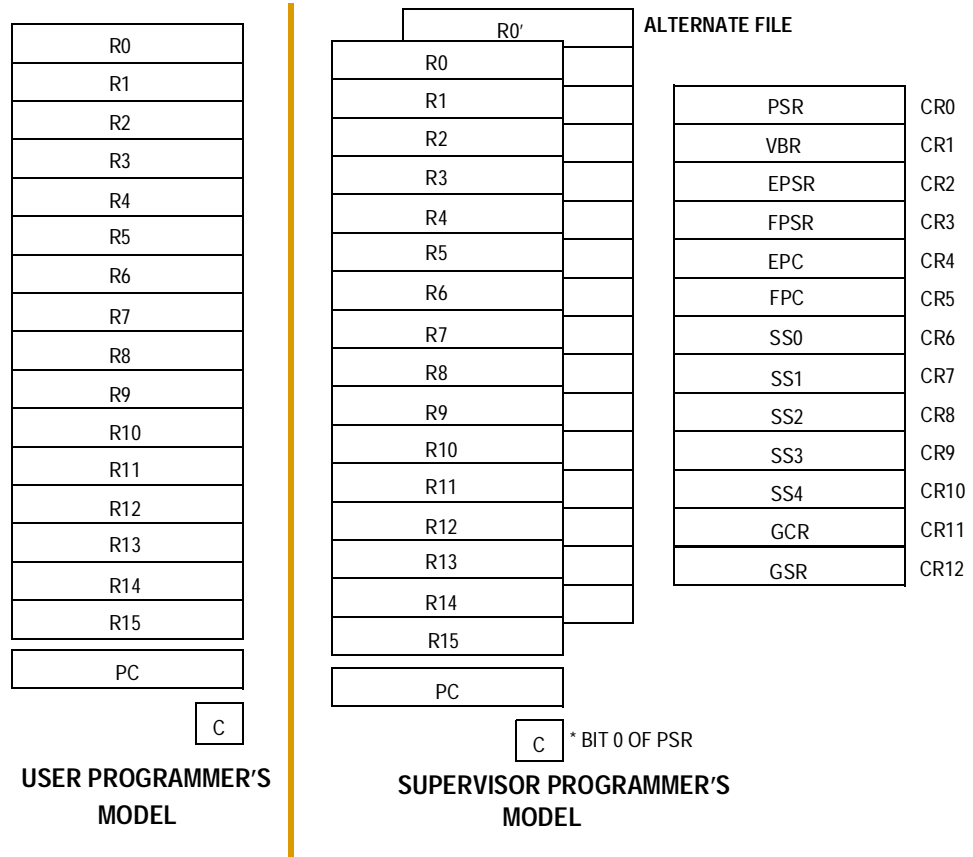 R0
R1
R2
R3
R4
R5
R6
R7
R8
R9
R10
R11
R12
R13
R14
R15
PC
C
USER PROGRAMMER'S
MODEL
R0′
ALTERNATE FILE
R0
R1
R2
R3
R4
R5
R6
R7
R8
R9
R10
R11
R12
R13
R14
R15
PC
C * BIT 0 OF PSR
SUPERVISOR PROGRAMMER'S
MODEL
PSR CR0
VBR CR1
EPSR CR2
FPSR CR3
EPC CR4
FPC CR5
SS0 CR6
SS1 CR7
SS2 CR8
SS3 CR9
SS4 CR10
GCR CR11
GSR CR12